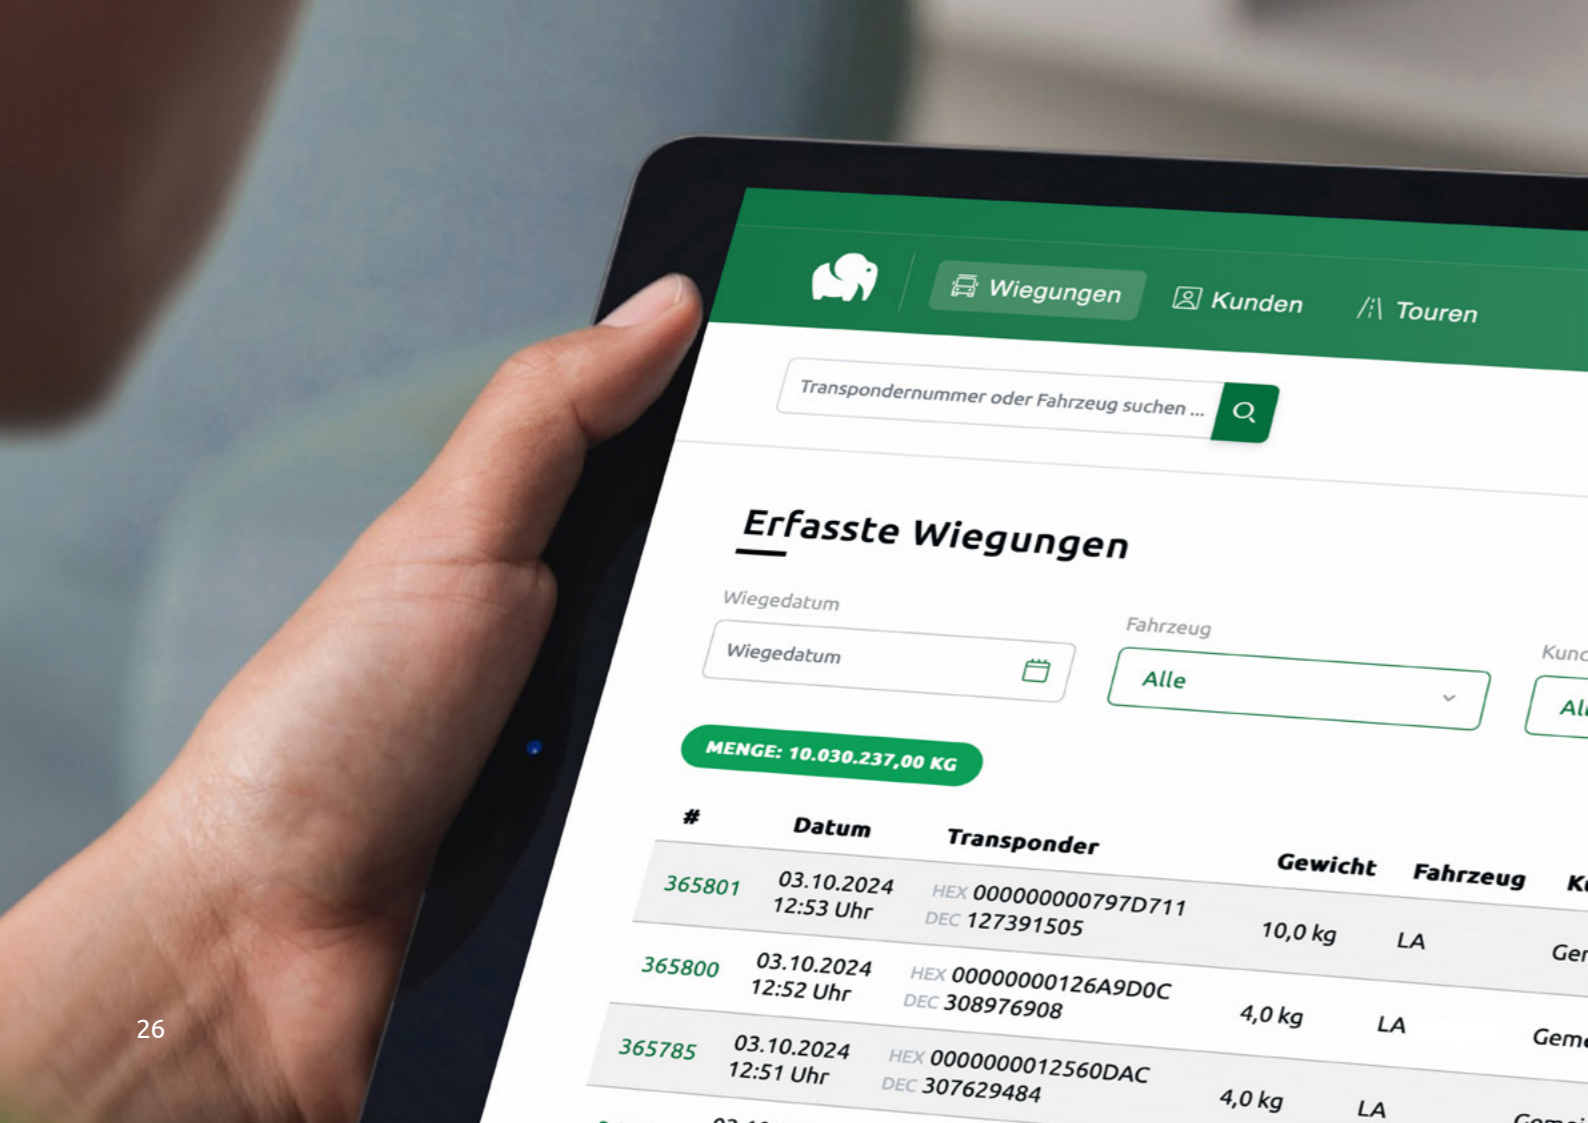 Wiegungen
Kunden
Touren
Transpondernummer oder Fahrzeug suchen ...
Erfasste Wiegungen
Wiegedatum
Fahrzeug
Wiegedatum
Alle
MENGE: 10.030.237,00 KG
# Datum Transponder Gewicht Fahrzeug
365801 03.10.2024 HEX 000000000797D711 10,0 kg LA
12:53 Uhr DEC 127391505
365800 03.10.2024 HEX 00000000126A9D0C 4,0 kg LA
12:52 Uhr DEC 308976908
365785 03.10.2024 HEX 0000000012560DAC 4,0 kg LA
12:51 Uhr DEC 307629484
26